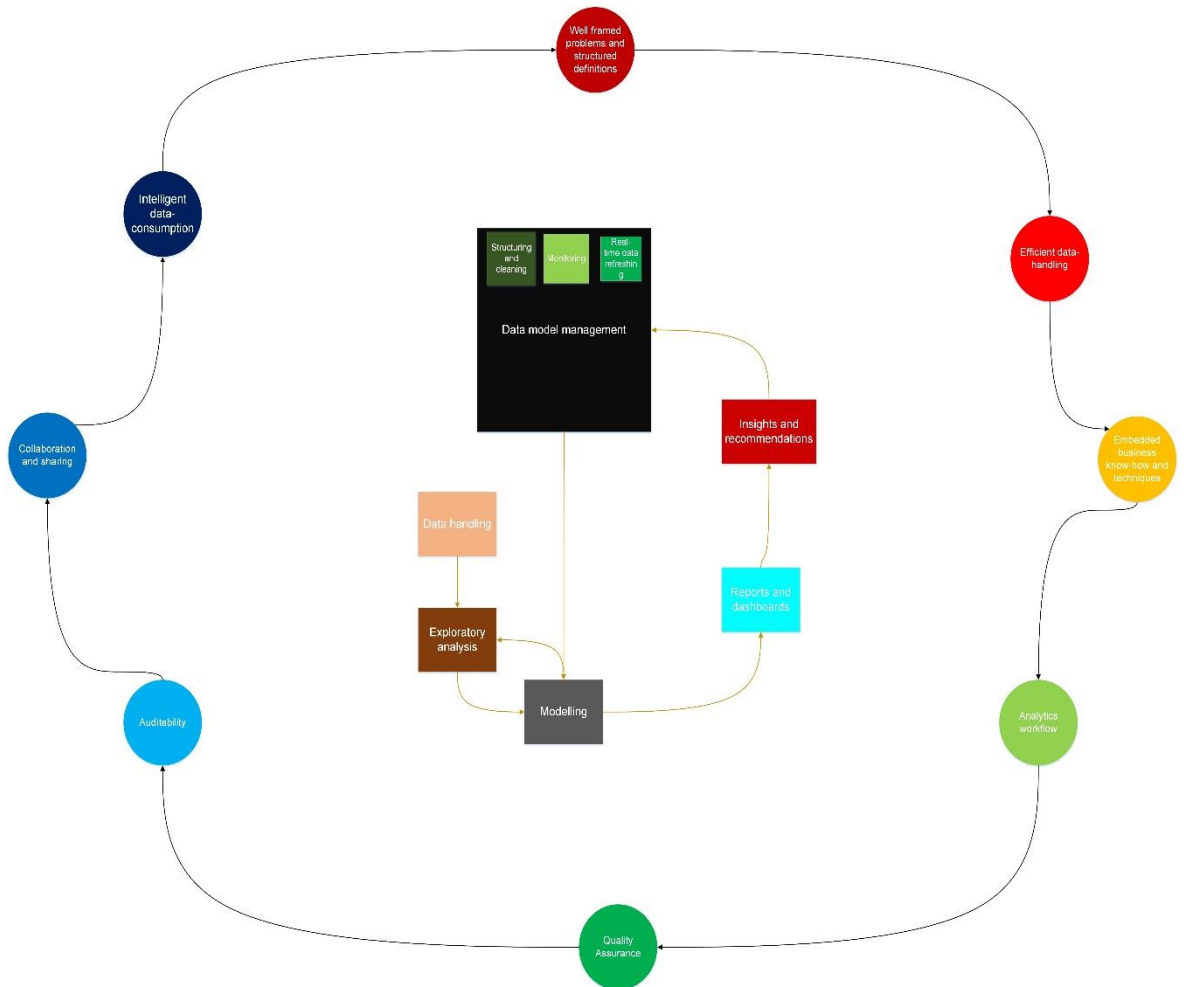 Well framed
problems and
structured
definitions
Intelligent
data-
consumption
Efficient data-
handling
Structuring
and
cleaning
Monitoring
Real-
time data
refreshin
g
Data model management
Insights and
recommendations
Collaboration
and sharing
Embedded
business
know-how and
techniques
Data handling
Exploratory
analysis
Reports and
dashboards
Modelling
Auditability
Analytics
workflow
Quality
Assurance